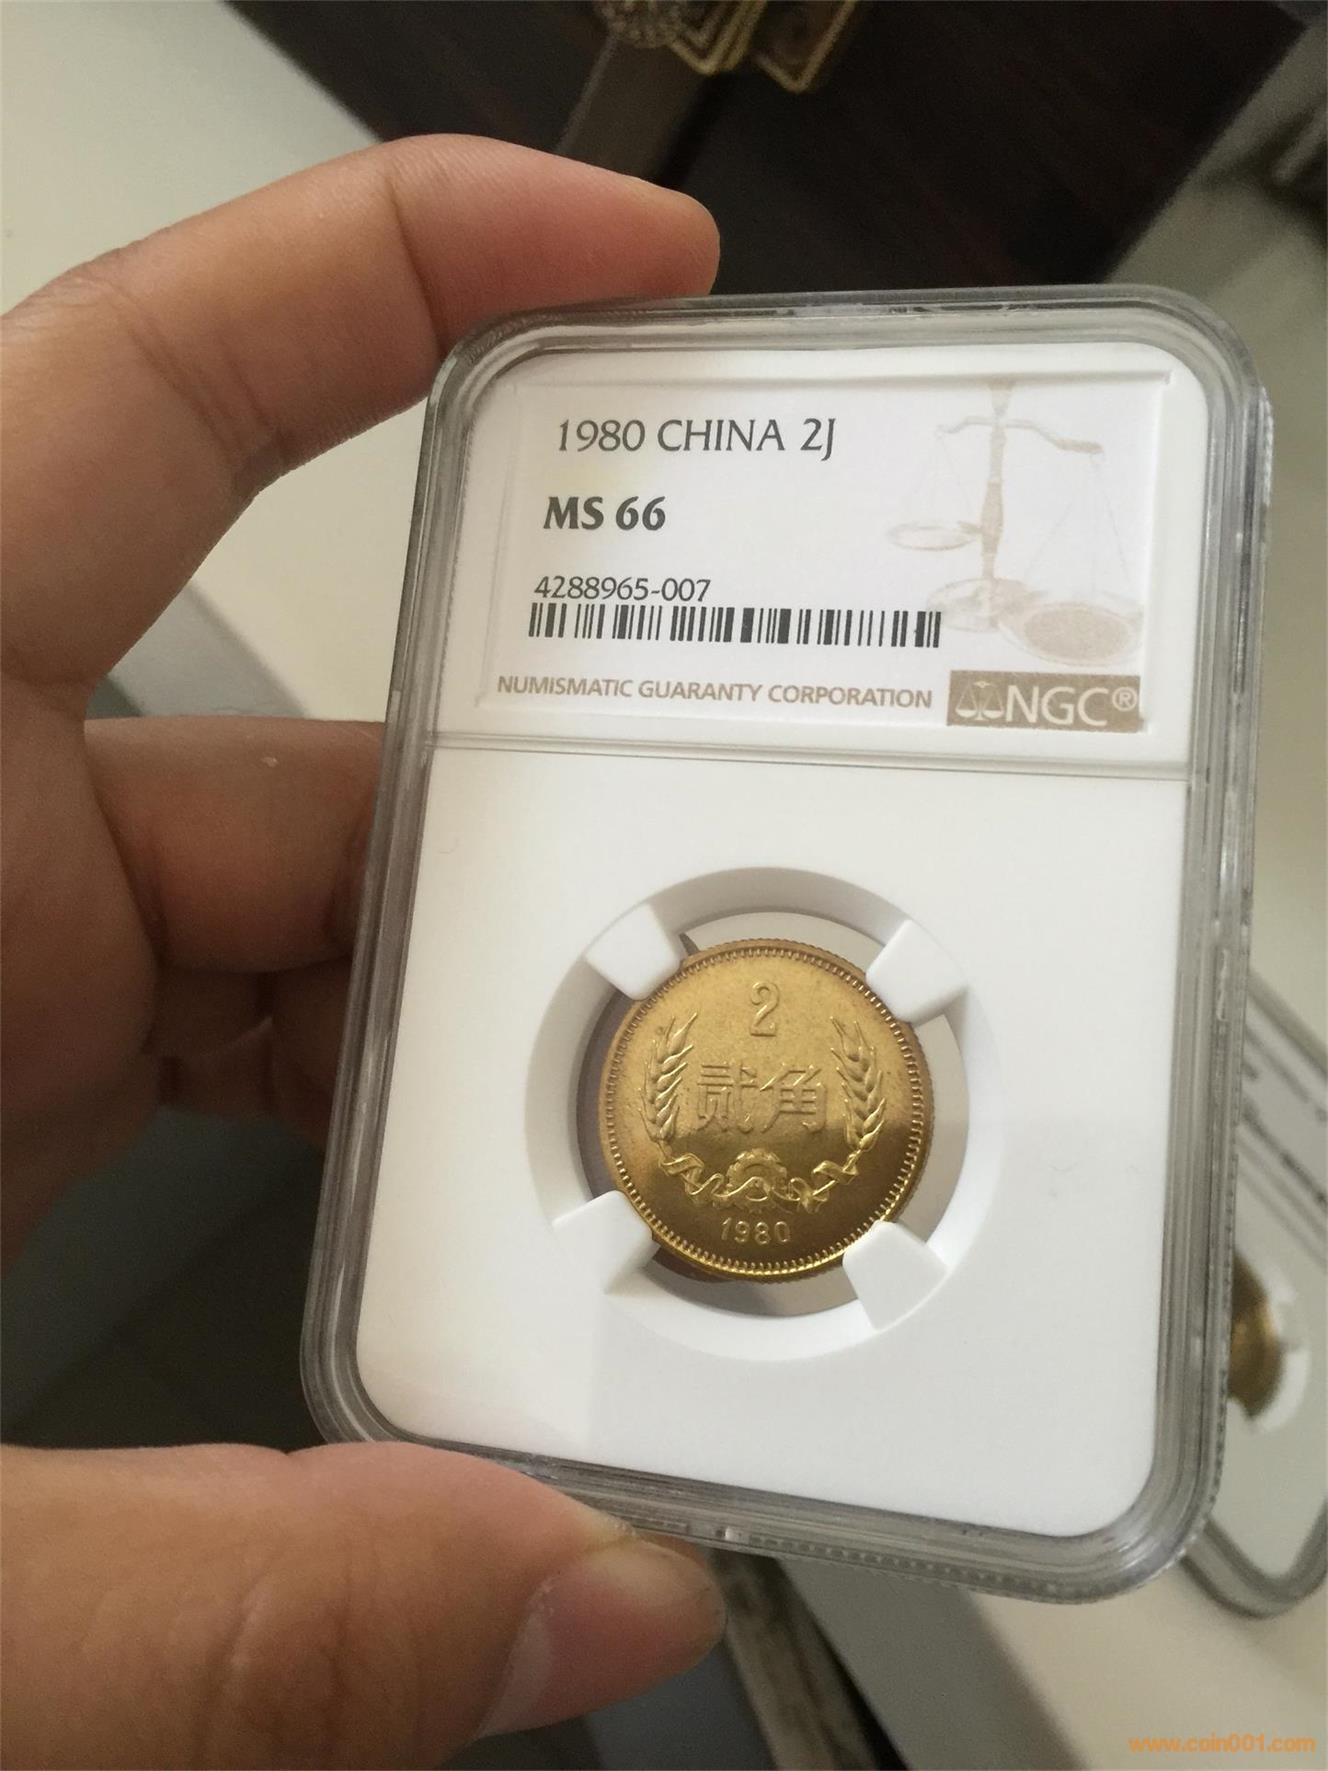 1980 CHINA 2J
MS 66
4288965-007
NUMISMATIC GUARANTY CORPORATION
NGC®
2
贰角
1980
www.coin001.com